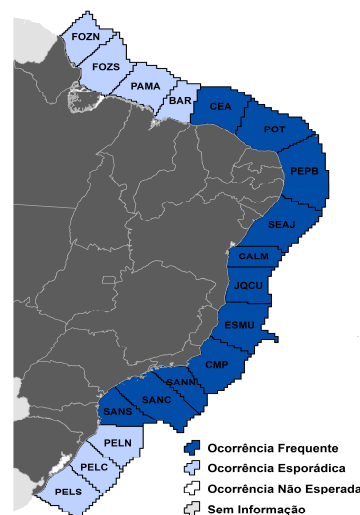 FOZN
FOZS
PAMA
BAR
CEA
POT
PEPB
SEAJ
CALM
JQCU
ESMU
CMP
SANN
SANC
SANS
PELN
PELC
PELS
Ocorrência Frequente
Ocorrência Esporádica
Ocorrência Não Esperada
Sem Informação